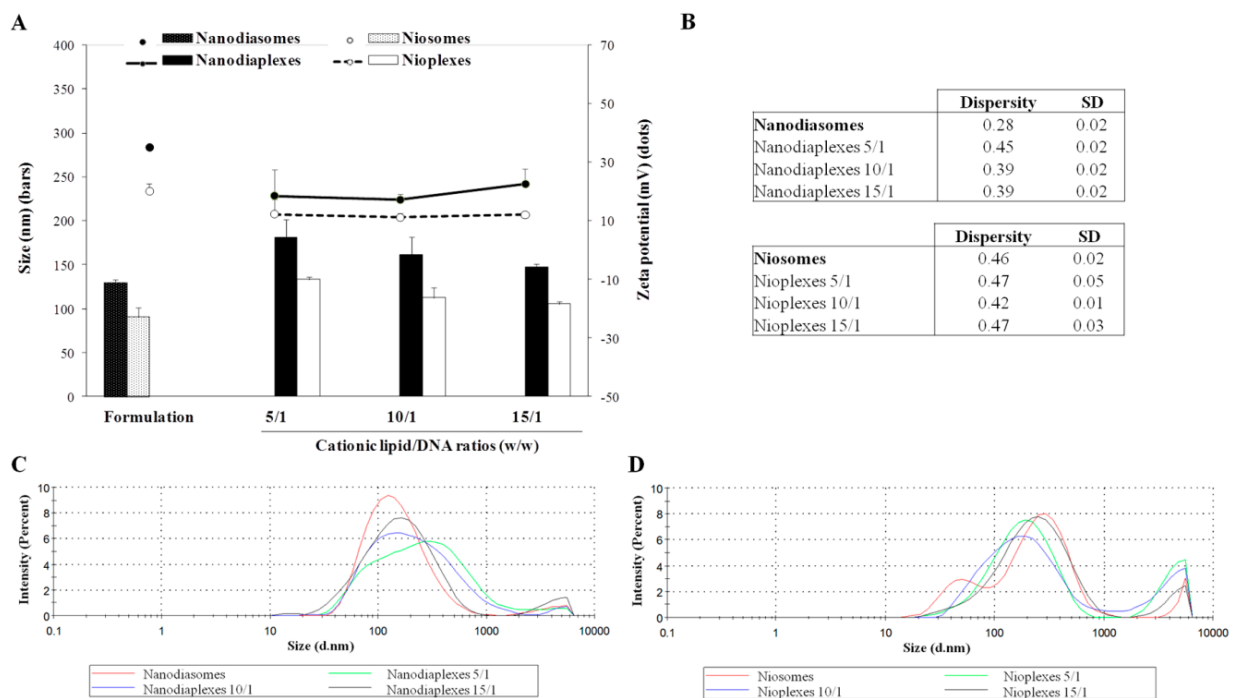 A
B
Nanodiasomes
Niosomes
Nanodiaplexes
Nioplexes
400
350
300
250
200
150
100
50
0
Size (nm) (bars)
70
50
30
10
-10
-30
-50
Zeta potential (mV) (dots)
Formulation
5/1
10/1
15/1
Cationic lipid/DNA ratios (w/w)
Dispersity SD
Nanodiasomes 0.28 0.02
Nanodiaplexes 5/1 0.45 0.02
Nanodiaplexes 10/1 0.39 0.02
Nanodiaplexes 15/1 0.39 0.02
Dispersity SD
Niosomes 0.46 0.02
Nioplexes 5/1 0.47 0.05
Nioplexes 10/1 0.42 0.01
Nioplexes 15/1 0.47 0.03
C
Intensity (Percent)
10
8
6
4
2
0
0.1 1 10 100 1000 10000
Size (d.nm)
Nanodiasomes
Nanodiaplexes 5/1
Nanodiaplexes 10/1
Nanodiaplexes 15/1
D
Intensity (Percent)
10
8
6
4
2
0
0.1 1 10 100 1000 10000
Size (d.nm)
Niosomes
Nioplexes 5/1
Nioplexes 10/1
Nioplexes 15/1